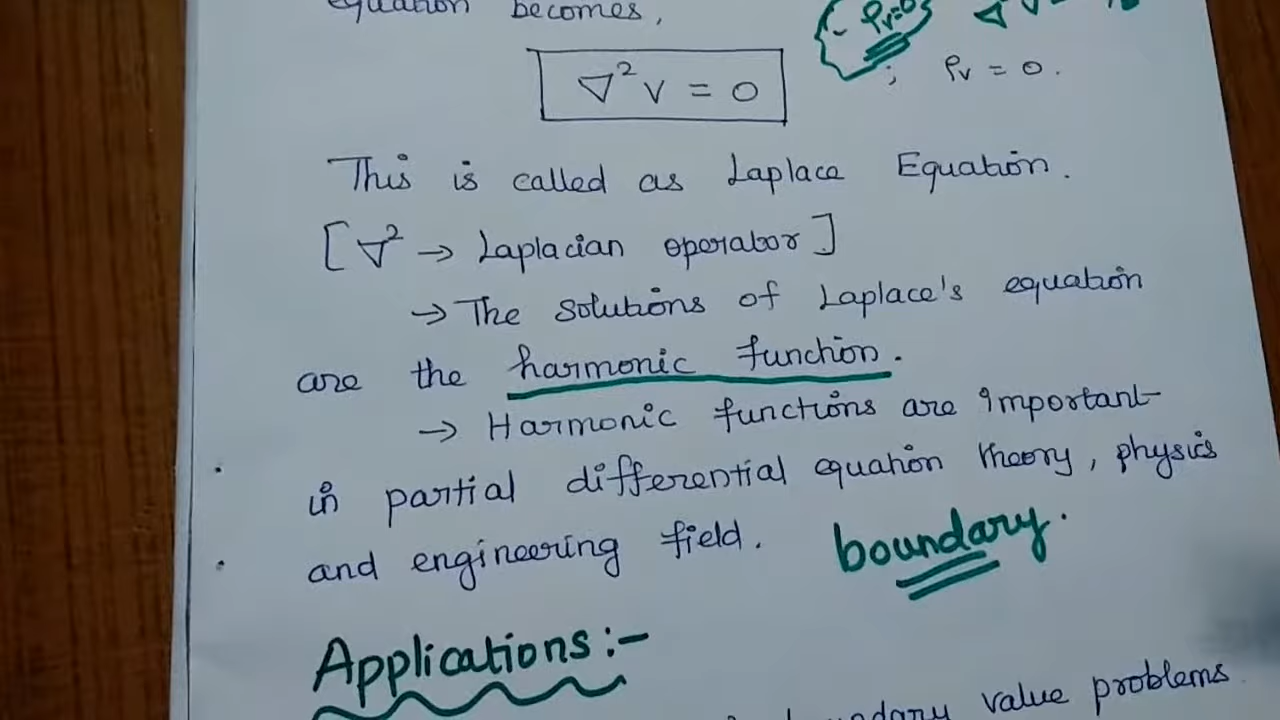 equation becomes,
- ρv=0
∇²V = 0
; ρv = 0.
This is called as Laplace Equation.
[∇² → Laplacian operator]
→ The solutions of Laplace's equation
are the harmonic function.
→ Harmonic functions are important
in partial differential equation theory, physics
and engineering field. boundary.
Applications:-
boundary value problems